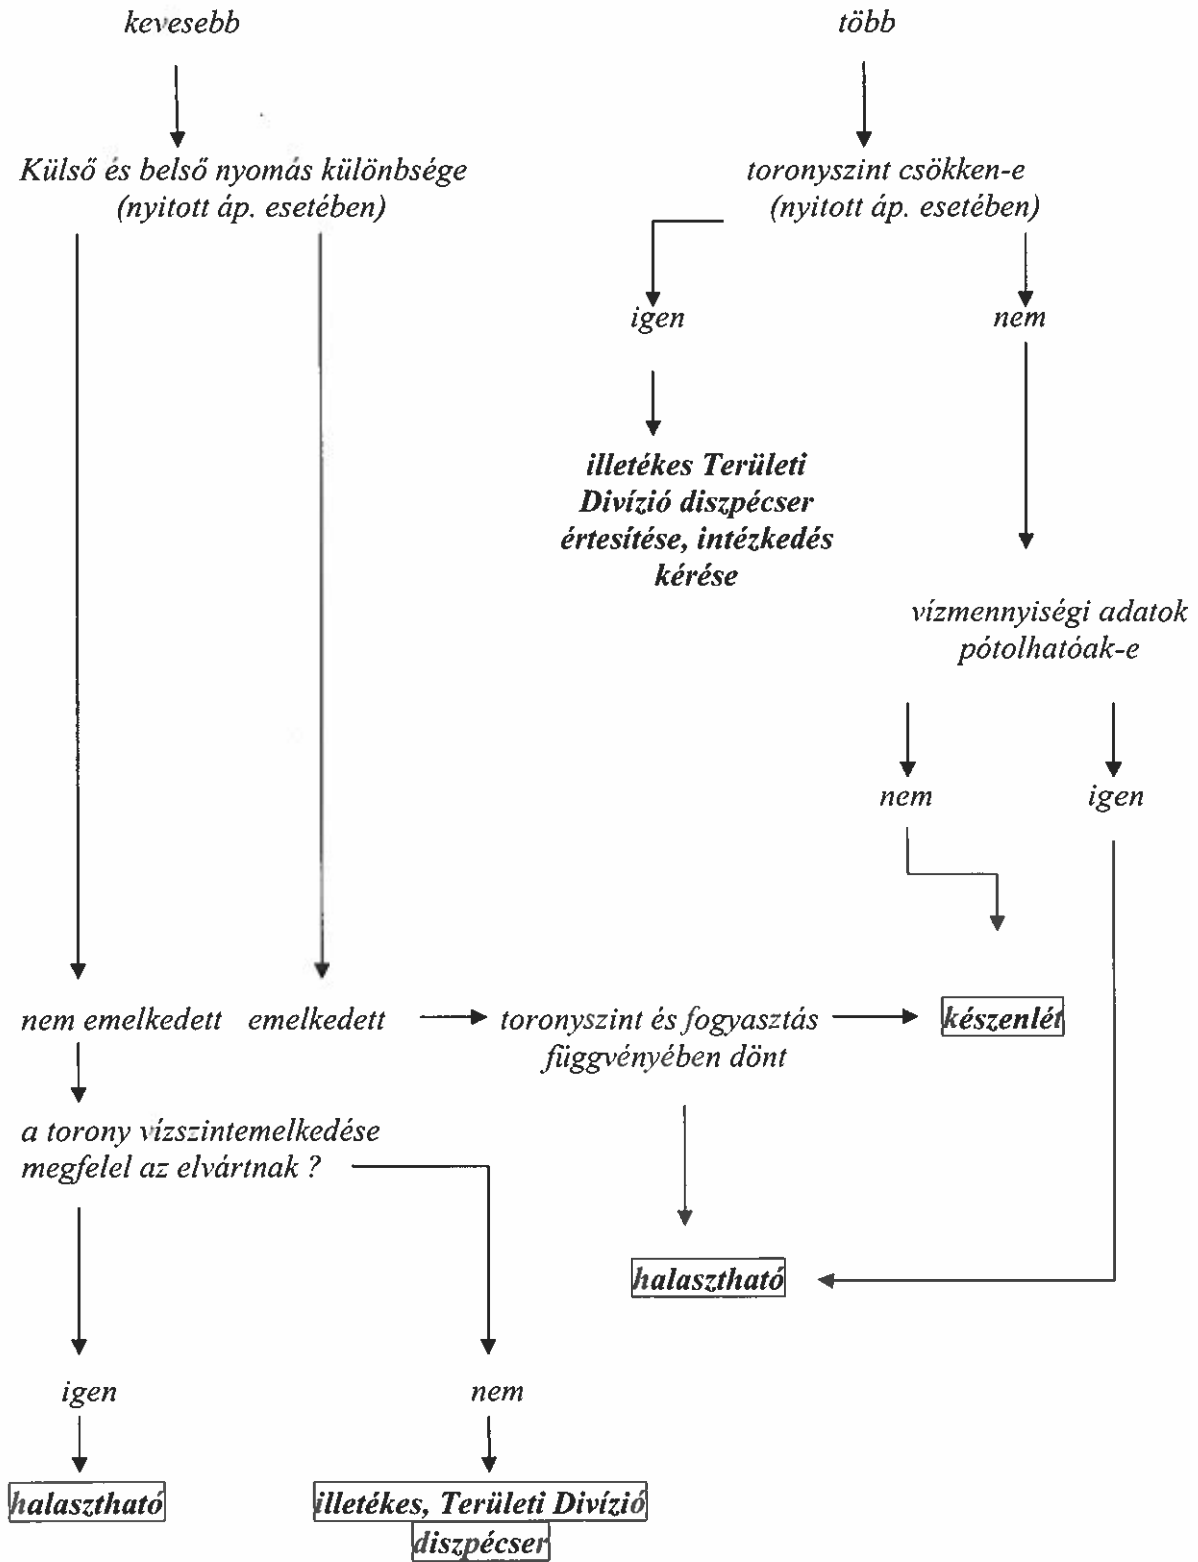 kevesebb
több
Külső és belső nyomás különbsége
(nyitott áp. esetében)
toronyszint csökken-e
(nyitott áp. esetében)
igen
nem
illetékes Területi
Divízió diszpécser
értesítése, intézkedés
kérése
vízmennyiségi adatok
pótolhatóak-e
nem
igen
nem emelkedett
emelkedett
toronyszint és fogyasztás
függvényében dönt
készenlét
a torony vízszintemelkedése
megfelel az elvártnak ?
halasztható
igen
nem
halasztható
illetékes, Területi Divízió
diszpécser